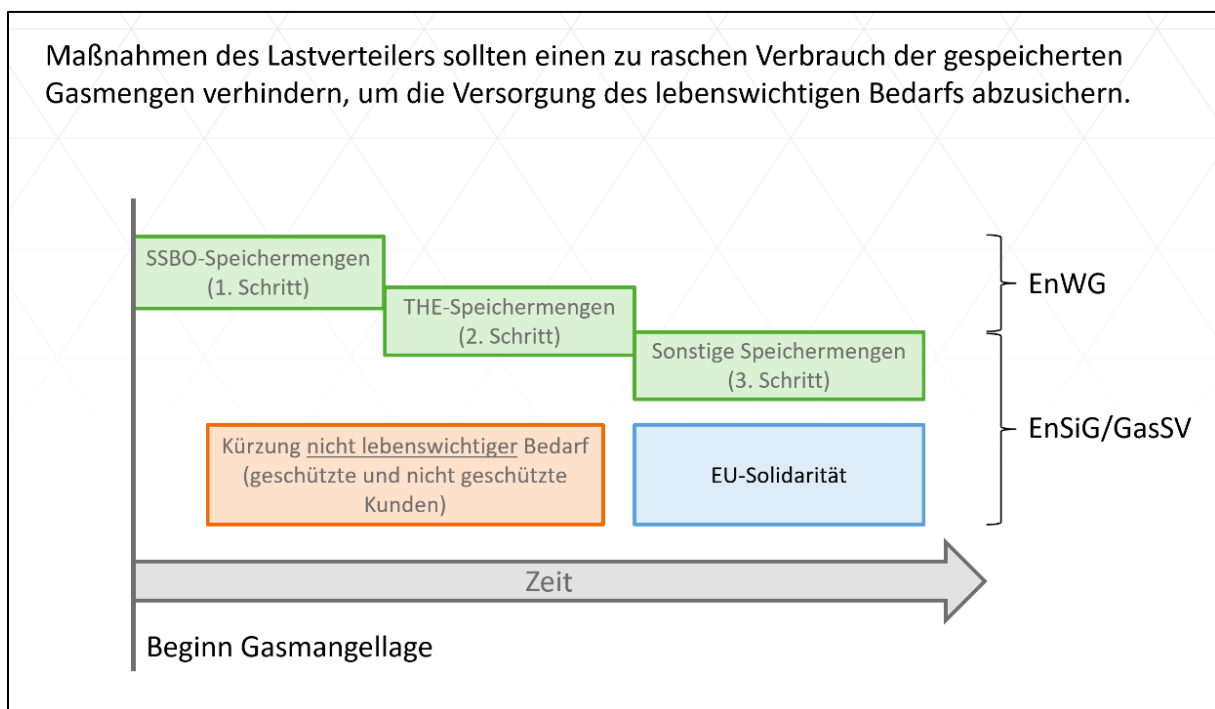 Maßnahmen des Lastverteilers sollten einen zu raschen Verbrauch der gespeicherten
Gasmengen verhindern, um die Versorgung des lebenswichtigen Bedarfs abzusichern.
SSBO-Speichermengen
(1. Schritt)
THE-Speichermengen
(2. Schritt)
Sonstige Speichermengen
(3. Schritt)
EnWG
Kürzung nicht lebenswichtiger Bedarf
(geschützte und nicht geschützte
Kunden)
EU-Solidarität
EnSiG/GasSV
Zeit
Beginn Gasmangellage